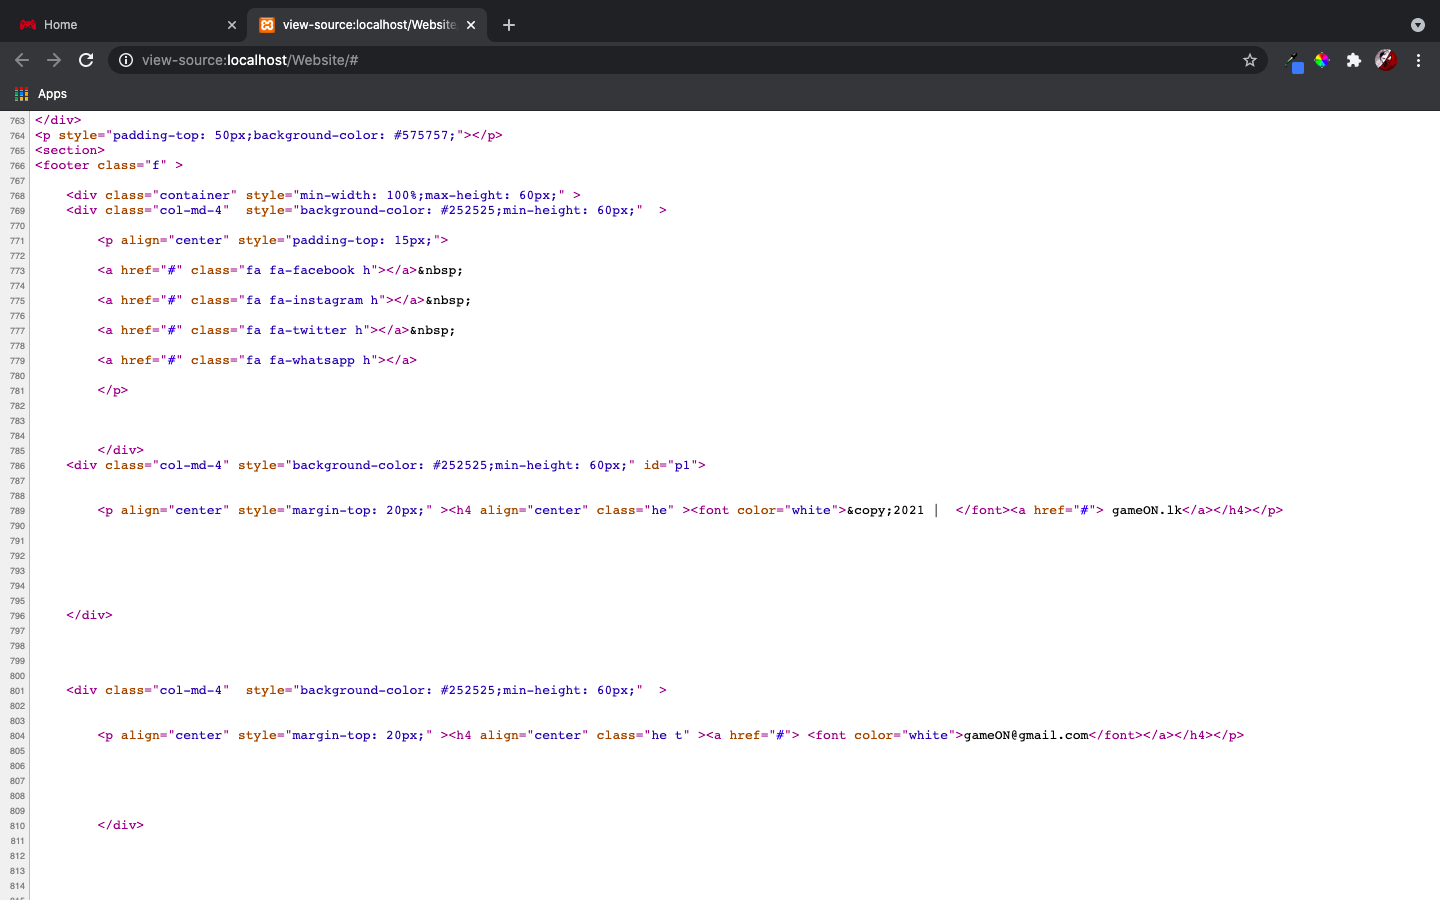 Home
view-source:localhost/Website
view-source:localhost/Website/#
Apps
763 </div>
764 <p style="padding-top: 50px;background-color: #575757;"></p>
765 <section>
766 <footer class="f" >
767
768 <div class="container" style="min-width: 100%;max-height: 60px;" >
769 <div class="col-md-4"  style="background-color: #252525;min-height: 60px;"  >
770
771 <p align="center" style="padding-top: 15px;">
772
773 <a href="#" class="fa fa-facebook h"></a>&nbsp;
774
775 <a href="#" class="fa fa-instagram h"></a>&nbsp;
776
777 <a href="#" class="fa fa-twitter h"></a>&nbsp;
778
779 <a href="#" class="fa fa-whatsapp h"></a>
780
781 </p>
782
783
784
785 </div>
786 <div class="col-md-4" style="background-color: #252525;min-height: 60px;" id="p1">
787
788
789 <p align="center" style="margin-top: 20px;" ><h4 align="center" class="he" ><font color="white">&copy;2021 |  </font><a href="#"> gameON.lk</a></h4></p>
790
791
792
793
794
795
796 </div>
797
798
799
800
801 <div class="col-md-4"  style="background-color: #252525;min-height: 60px;"  >
802
803
804 <p align="center" style="margin-top: 20px;" ><h4 align="center" class="he t" ><a href="#"> <font color="white">gameON@gmail.com</font></a></h4></p>
805
806
807
808
809
810 </div>
811
812
813
814